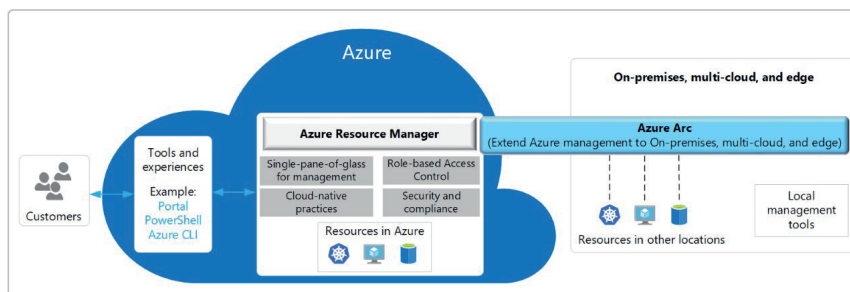 Azure
On-premises, multi-cloud, and edge
Azure Resource Manager
Azure Arc
(Extend Azure management to On-premises, multi-cloud, and edge)
Tools and
experiences
Example:
Portal
PowerShell
Azure CLI
Single-pane-of-glass
for management
Role-based Access
Control
Cloud-native
practices
Security and
compliance
Customers
Resources in Azure
Resources in other locations
Local
management
tools